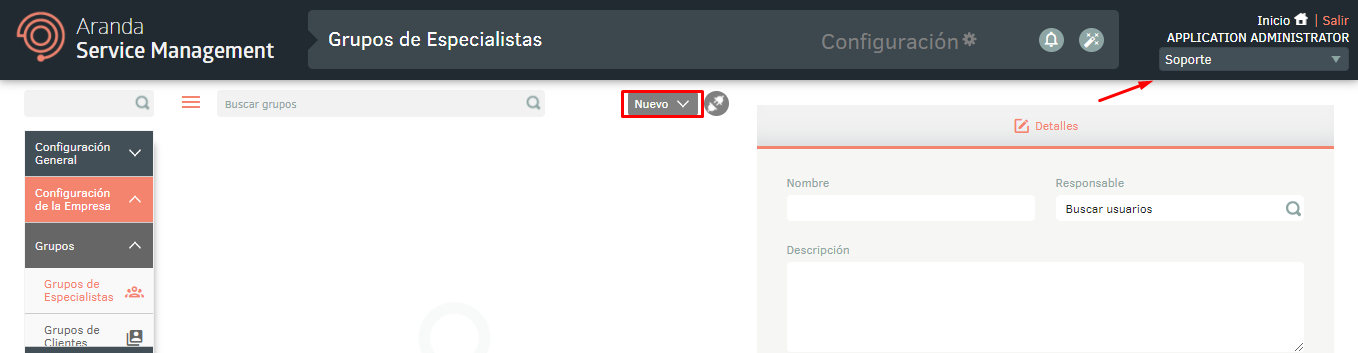 Aranda
Service Management
Grupos de Especialistas
Configuración
Inicio | Salir
APPLICATION ADMINISTRATOR
Soporte
Buscar grupos
Nuevo
Configuración
General
Configuración
de la Empresa
Grupos
Grupos de
Especialistas
Grupos de
Clientes
Detalles
Nombre
Responsable
Buscar usuarios
Descripción